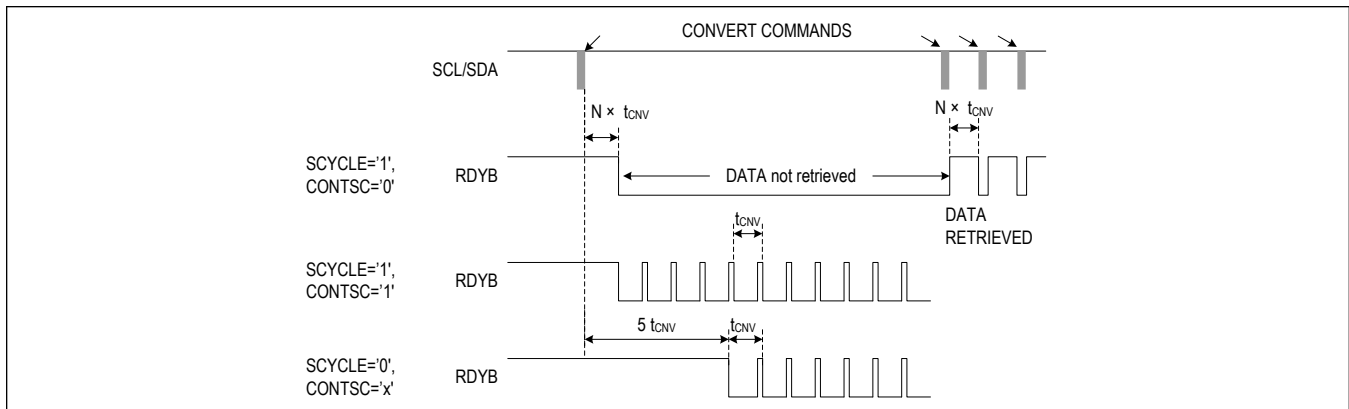 CONVERT COMMANDS
SCL/SDA
N × tCNV
N × tCNV
SCYCLE='1',
CONTSC='0'
RDYB
DATA not retrieved
DATA
RETRIEVED
tCNV
SCYCLE='1',
CONTSC='1'
RDYB
5 tCNV
tCNV
SCYCLE='0',
CONTSC='x'
RDYB